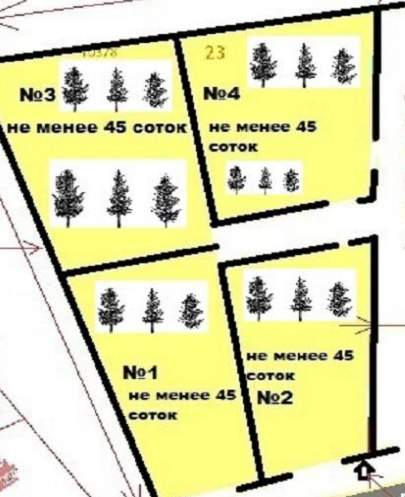 23
№3
№4
не менее 45 соток
не менее 45
соток
№1
не менее 45
соток
не менее 45
соток
№2